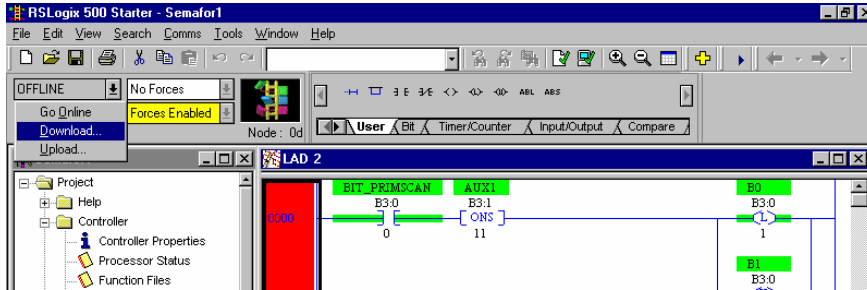 RSLogix 500 Starter - Semafor1
File Edit View Search Comms Tools Window Help
OFFLINE No Forces
Go Online Forces Enabled
Download... Node : 0d
Upload...
ABL ABS
User Bit Timer/Counter Input/Output Compare
LAD 2
Project
Help
Controller
Controller Properties
Processor Status
Function Files
BIT_PRIMSCAN AUX1 B0
B3:0 B3:1 B3:0
0000 ONS L
0 11 1
B1
B3:0